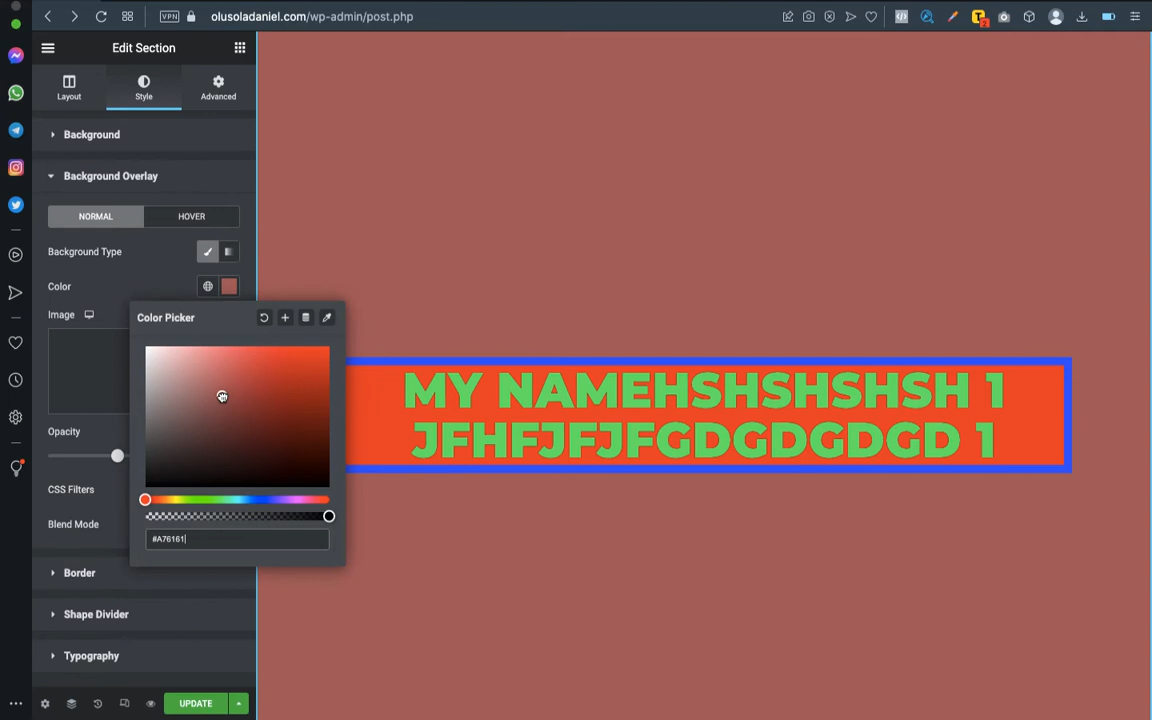 VPN
olusoladaniel.com/wp-admin/post.php
2
Edit Section
Layout
Style
Advanced
Background
Background Overlay
NORMAL
HOVER
Background Type
Color
Image
Color Picker
Opacity
CSS Filters
Blend Mode
#A76161
Border
Shape Divider
Typography
UPDATE
MY NAMEHSHSHSHSH 1
JFHFJFJFGDGDGDGD 1